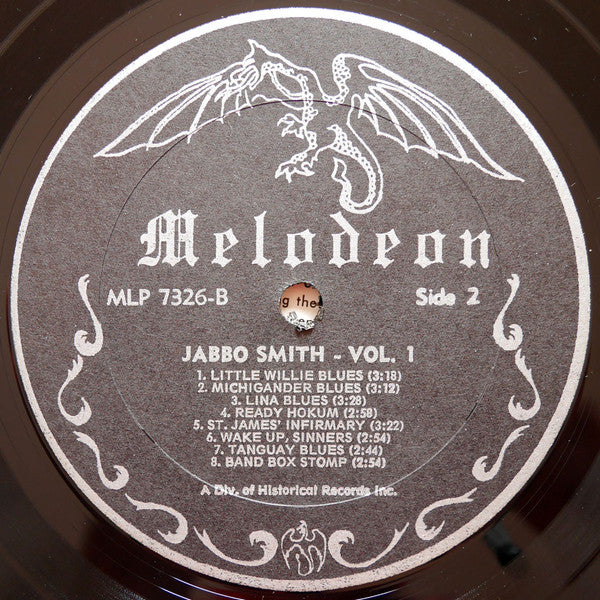 Melodeon
MLP 7326-B
Side 2
g the
JABBO SMITH - VOL. 1
1. LITTLE WILLIE BLUES (3:18)
2. MICHIGANDER BLUES (3:12)
3. LINA BLUES (3:28)
4. READY HOKUM (2:58)
5. ST. JAMES' INFIRMARY (3:22)
6. WAKE UP, SINNERS (2:54)
7. TANGUAY BLUES (2:44)
8. BAND BOX STOMP (2:54)
A Div. of Historical Records Inc.